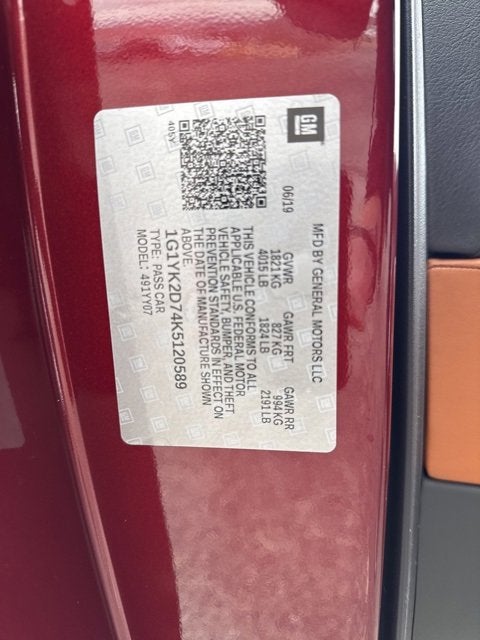 GM
MFD BY GENERAL MOTORS LLC
06/19
GVWR GAWR FRT GAWR RR
1821 KG 827 KG 994 KG
4015 LB 1824 LB 2191 LB
THIS VEHICLE CONFORMS TO ALL
APPLICABLE U.S. FEDERAL MOTOR
VEHICLE SAFETY, BUMPER, AND THEFT
PREVENTION STANDARDS IN EFFECT ON
THE DATE OF MANUFACTURE SHOWN
ABOVE.
1G1YK2D74K5120589
TYPE: PASS CAR
MODEL: 491YY07
405Y